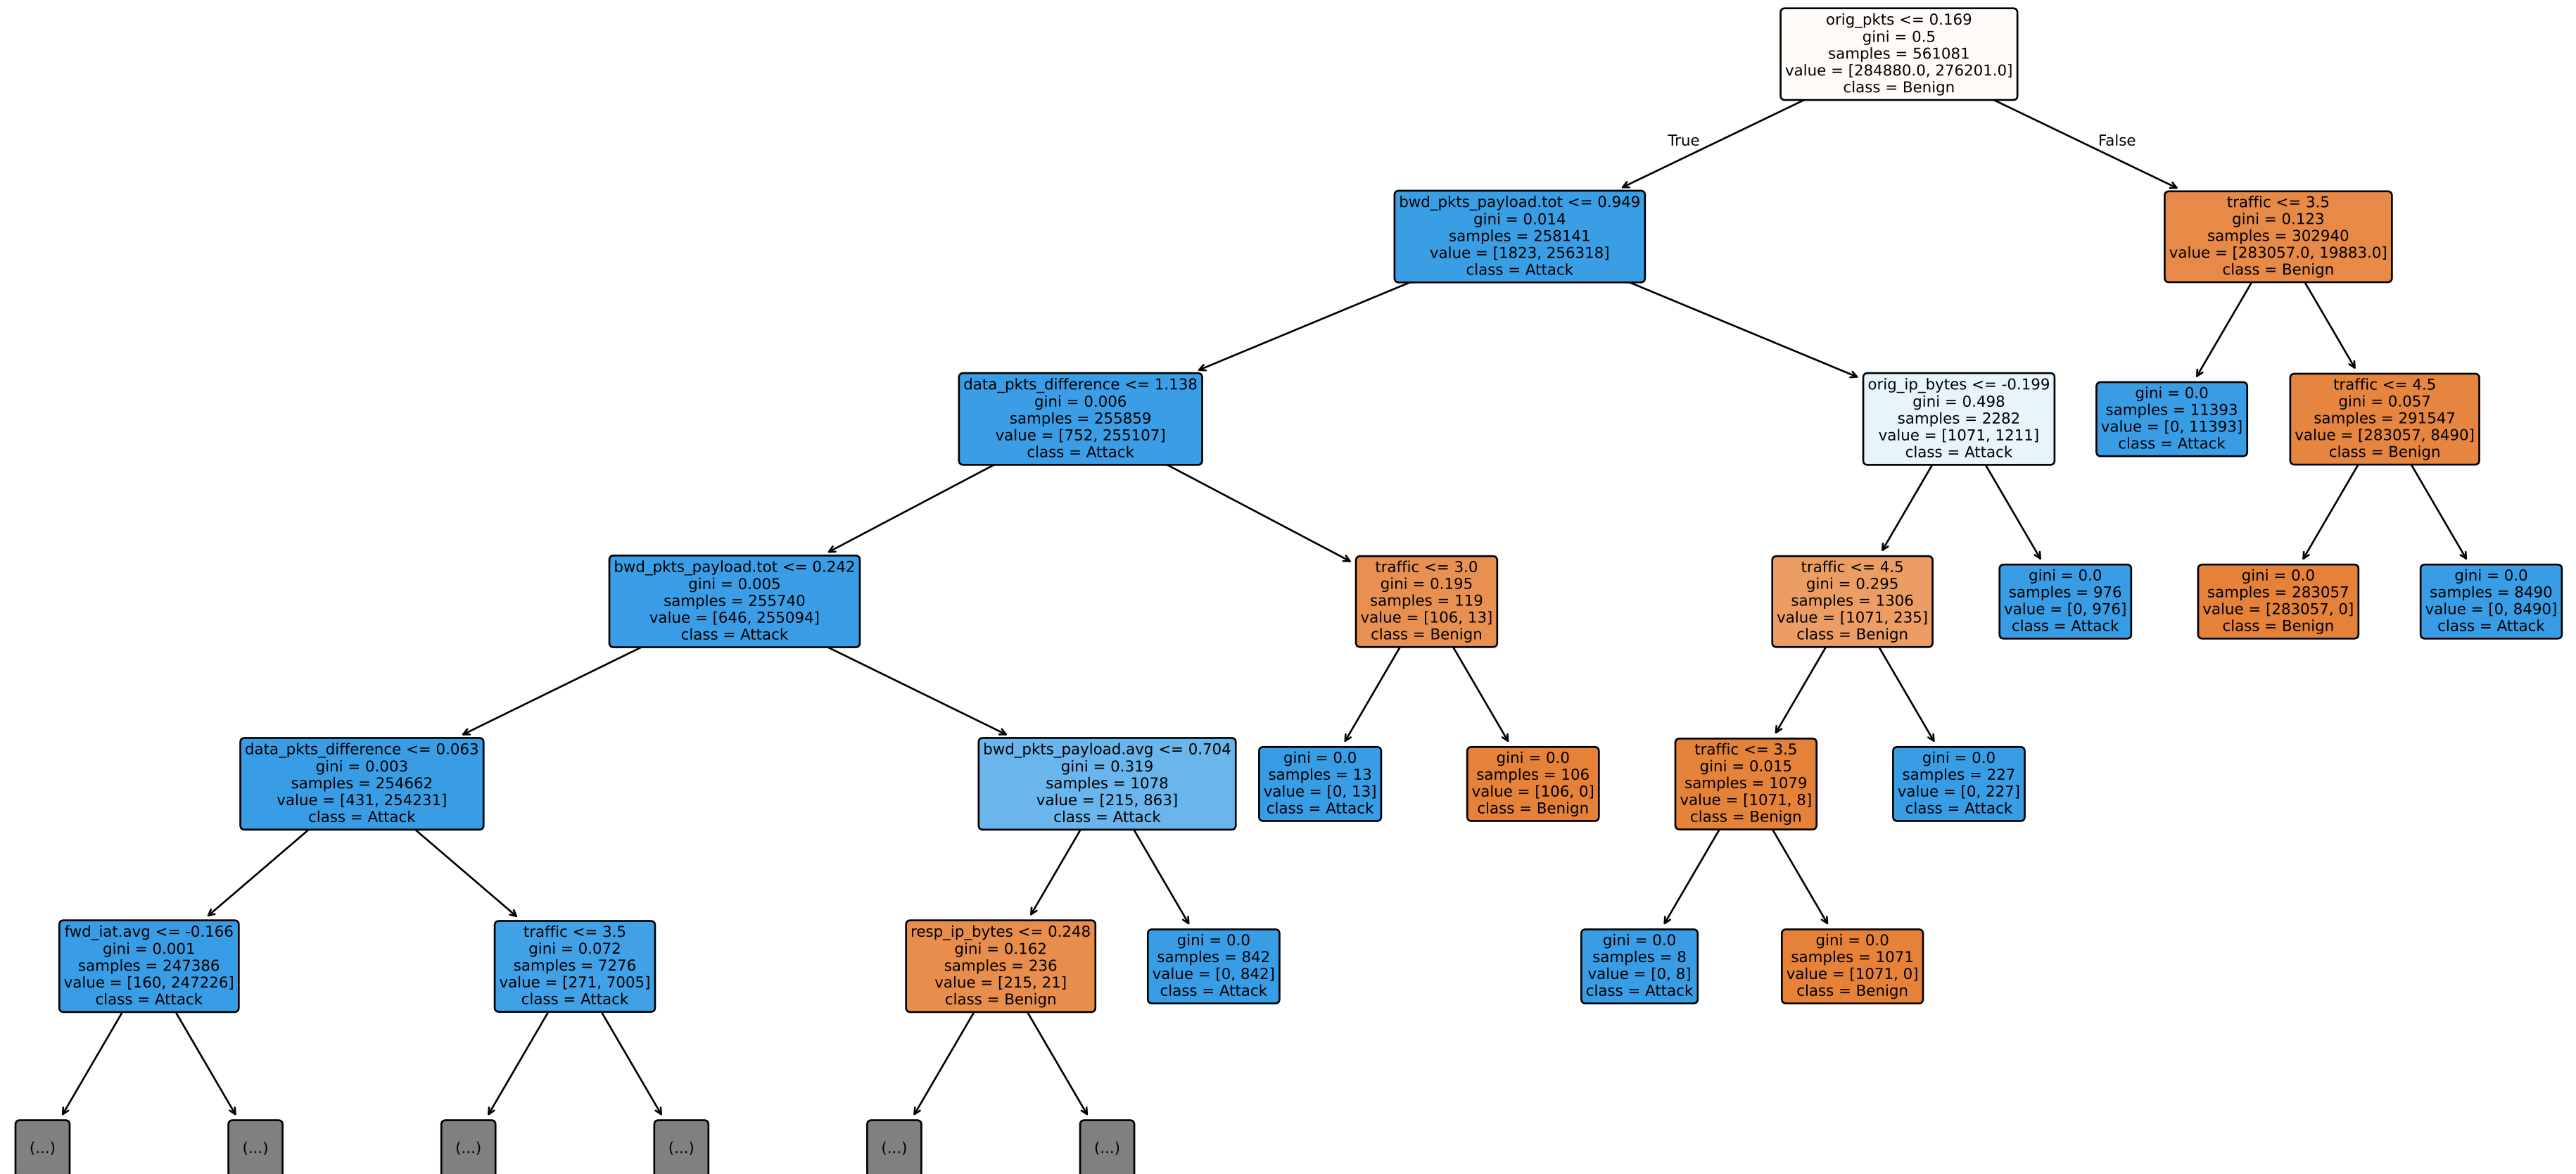 orig_pkts <= 0.169
gini = 0.5
samples = 561081
value = [284880.0, 276201.0]
class = Benign
True
False
bwd_pkts_payload.tot <= 0.949
gini = 0.014
samples = 258141
value = [1823, 256318]
class = Attack
traffic <= 3.5
gini = 0.123
samples = 302940
value = [283057.0, 19883.0]
class = Benign
data_pkts_difference <= 1.138
gini = 0.006
samples = 255859
value = [752, 255107]
class = Attack
orig_ip_bytes <= -0.199
gini = 0.498
samples = 2282
value = [1071, 1211]
class = Attack
gini = 0.0
samples = 11393
value = [0, 11393]
class = Attack
traffic <= 4.5
gini = 0.057
samples = 291547
value = [283057, 8490]
class = Benign
bwd_pkts_payload.tot <= 0.242
gini = 0.005
samples = 255740
value = [646, 255094]
class = Attack
traffic <= 3.0
gini = 0.195
samples = 119
value = [106, 13]
class = Benign
traffic <= 4.5
gini = 0.295
samples = 1306
value = [1071, 235]
class = Benign
gini = 0.0
samples = 976
value = [0, 976]
class = Attack
gini = 0.0
samples = 283057
value = [283057, 0]
class = Benign
gini = 0.0
samples = 8490
value = [0, 8490]
class = Attack
data_pkts_difference <= 0.063
gini = 0.003
samples = 254662
value = [431, 254231]
class = Attack
bwd_pkts_payload.avg <= 0.704
gini = 0.319
samples = 1078
value = [215, 863]
class = Attack
gini = 0.0
samples = 13
value = [0, 13]
class = Attack
gini = 0.0
samples = 106
value = [106, 0]
class = Benign
traffic <= 3.5
gini = 0.015
samples = 1079
value = [1071, 8]
class = Benign
gini = 0.0
samples = 227
value = [0, 227]
class = Attack
fwd_iat.avg <= -0.166
gini = 0.001
samples = 247386
value = [160, 247226]
class = Attack
traffic <= 3.5
gini = 0.072
samples = 7276
value = [271, 7005]
class = Attack
resp_ip_bytes <= 0.248
gini = 0.162
samples = 236
value = [215, 21]
class = Benign
gini = 0.0
samples = 842
value = [0, 842]
class = Attack
gini = 0.0
samples = 8
value = [0, 8]
class = Attack
gini = 0.0
samples = 1071
value = [1071, 0]
class = Benign
(...)
(...)
(...)
(...)
(...)
(...)